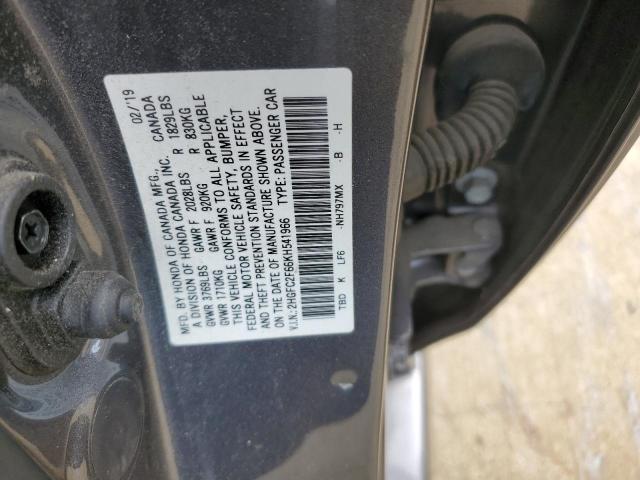 MFD. BY HONDA OF CANADA MFG., 02/'19
A DIVISION OF HONDA CANADA INC. CANADA
GVWR 3769LBS GAWR F 2028LBS R 1829LBS
GVWR 1710KG GAWR F 920KG R 830KG
THIS VEHICLE CONFORMS TO ALL APPLICABLE
FEDERAL MOTOR VEHICLE SAFETY, BUMPER,
AND THEFT PREVENTION STANDARDS IN EFFECT
ON THE DATE OF MANUFACTURE SHOWN ABOVE.
V.I.N.: 2HGFC2F66KH541966 TYPE: PASSENGER CAR
TBD K LF6 -NH797MX -B -H